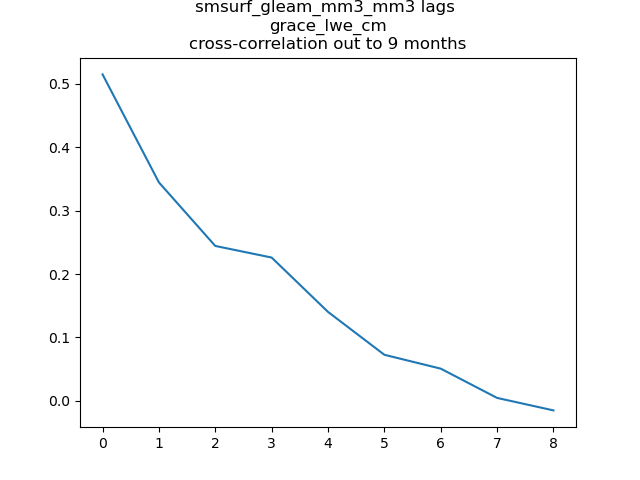 smsurf_gleam_mm3_mm3 lags
grace_lwe_cm
cross-correlation out to 9 months
0.5
0.4
0.3
0.2
0.1
0.0
0 1 2 3 4 5 6 7 8